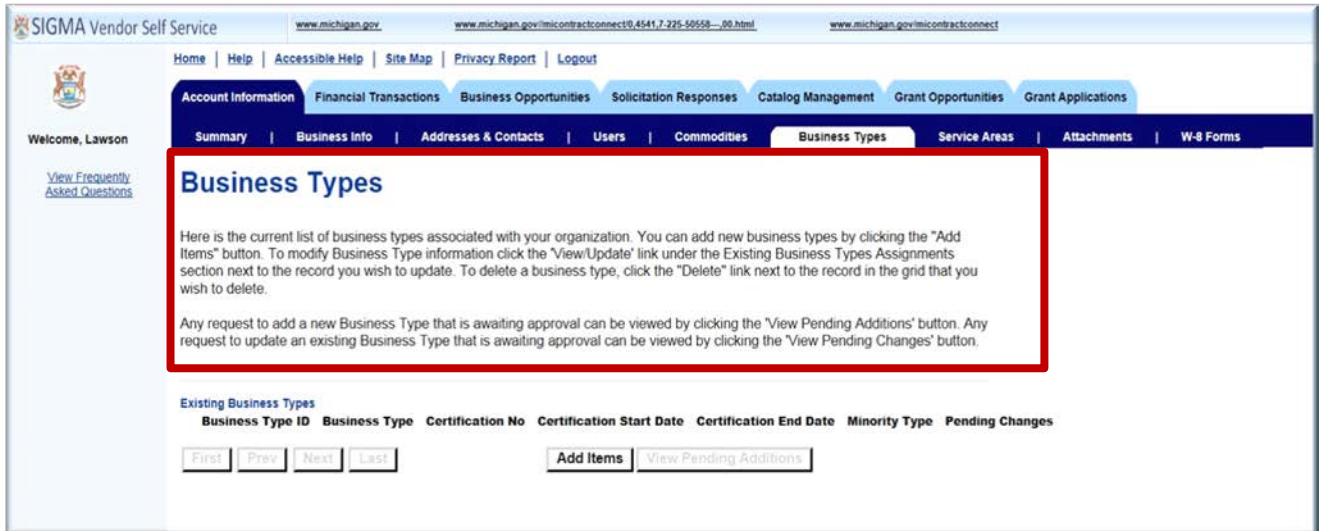 SIGMA Vendor Self Service www.michigan.gov www.michigan.gov/micontractconnect/0,4541,7-225-50558---,00.html www.michigan.gov/micontractconnect
Home | Help | Accessible Help | Site Map | Privacy Report | Logout
Account Information Financial Transactions Business Opportunities Solicitation Responses Catalog Management Grant Opportunities Grant Applications
Welcome, Lawson
Summary | Business Info | Addresses & Contacts | Users | Commodities Business Types Service Areas | Attachments | W-8 Forms
View Frequently
Asked Questions
Business Types
Here is the current list of business types associated with your organization. You can add new business types by clicking the "Add
Items" button. To modify Business Type information click the 'View/Update' link under the Existing Business Types Assignments
section next to the record you wish to update. To delete a business type, click the "Delete" link next to the record in the grid that you
wish to delete.
Any request to add a new Business Type that is awaiting approval can be viewed by clicking the 'View Pending Additions' button. Any
request to update an existing Business Type that is awaiting approval can be viewed by clicking the 'View Pending Changes' button.
Existing Business Types
Business Type ID Business Type Certification No Certification Start Date Certification End Date Minority Type Pending Changes
First Prev Next Last Add Items View Pending Additions